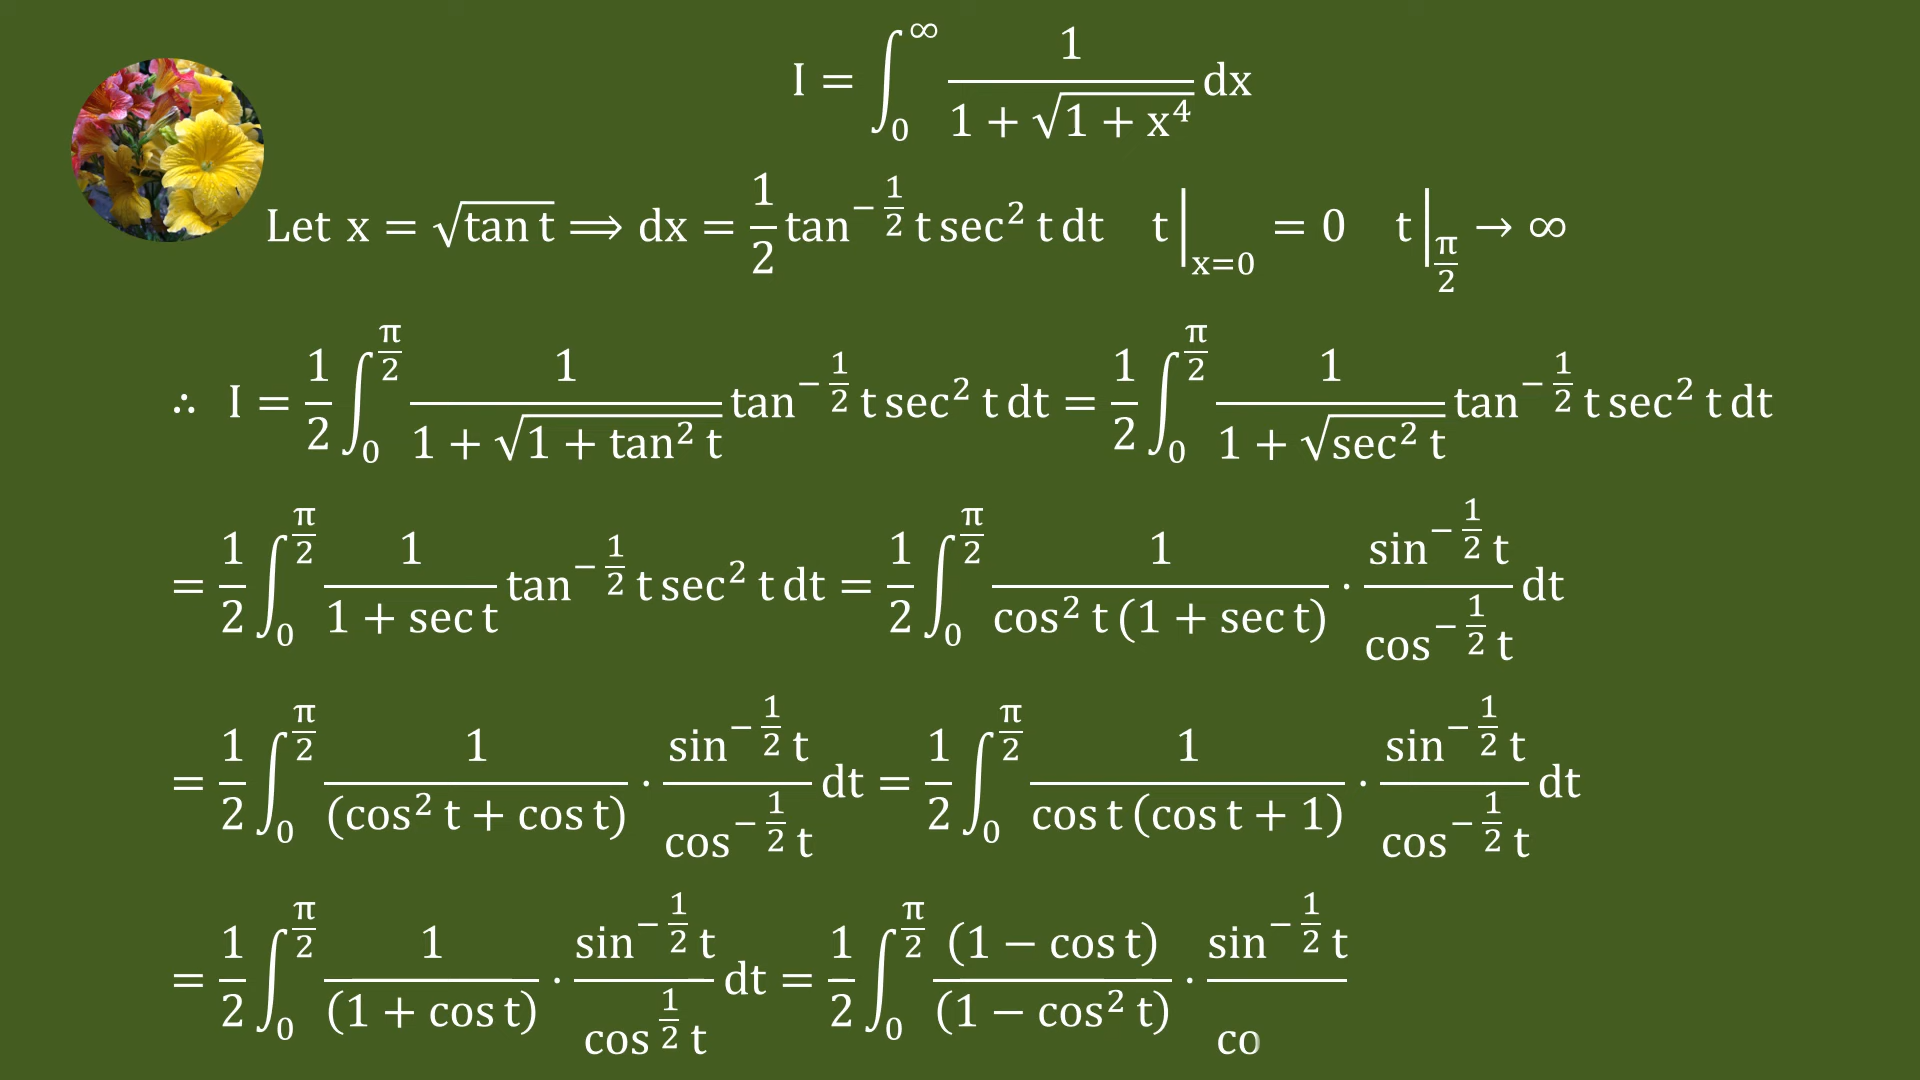 I = ∫₀^∞ 1/(1 + √(1 + x⁴)) dx
Let x = √(tan t) ⟹ dx = 1/2 tan^(−1/2) t sec² t dt t|ₓ₌₀ = 0 t|_(π/2) → ∞
∴ I = 1/2 ∫₀^(π/2) 1/(1 + √(1 + tan² t)) tan^(−1/2) t sec² t dt = 1/2 ∫₀^(π/2) 1/(1 + √(sec² t)) tan^(−1/2) t sec² t dt
= 1/2 ∫₀^(π/2) 1/(1 + sec t) tan^(−1/2) t sec² t dt = 1/2 ∫₀^(π/2) 1/(cos² t (1 + sec t)) · (sin^(−1/2) t)/(cos^(−1/2) t) dt
= 1/2 ∫₀^(π/2) 1/((cos² t + cos t)) · (sin^(−1/2) t)/(cos^(−1/2) t) dt = 1/2 ∫₀^(π/2) 1/(cos t (cos t + 1)) · (sin^(−1/2) t)/(cos^(−1/2) t) dt
= 1/2 ∫₀^(π/2) 1/((1 + cos t)) · (sin^(−1/2) t)/(cos^(1/2) t) dt = 1/2 ∫₀^(π/2) (1 − cos t)/((1 − cos² t)) · (sin^(−1/2) t)/(co